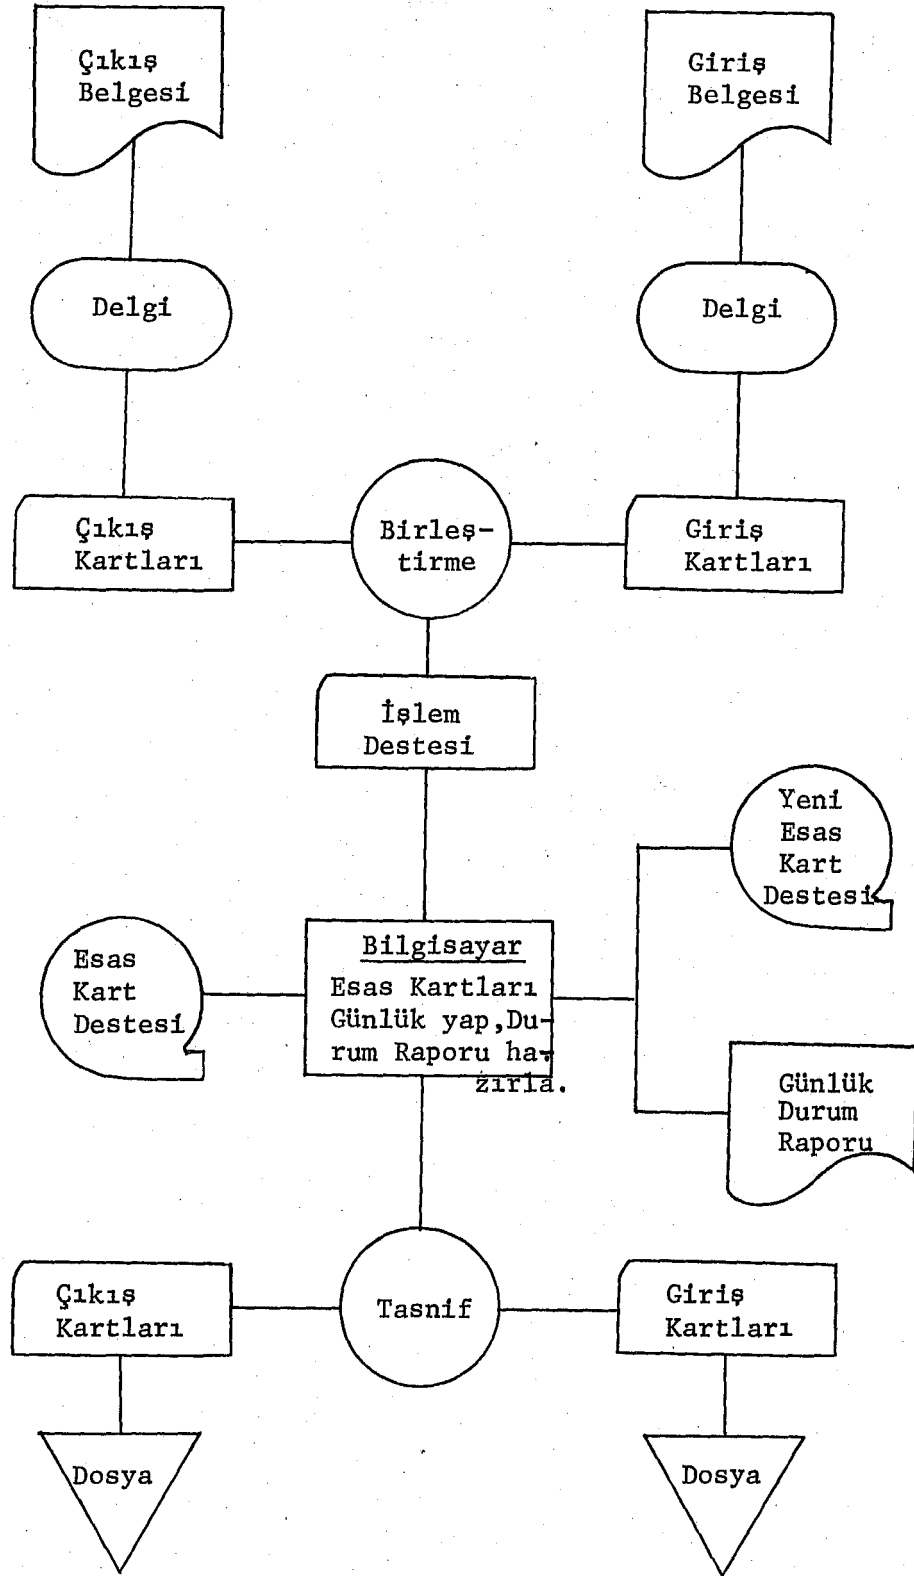 Çıkış
Belgesi
Giriş
Belgesi
Delgi
Delgi
Çıkış
Kartları
Birleş-
tirme
Giriş
Kartları
İşlem
Destesi
Yeni
Esas
Kart
Destesi
Esas
Kart
Destesi
Bilgisayar
Esas Kartları
Günlük yap,Du-
rum Raporu ha-
zırla.
Günlük
Durum
Raporu
Çıkış
Kartları
Tasnif
Giriş
Kartları
Dosya
Dosya